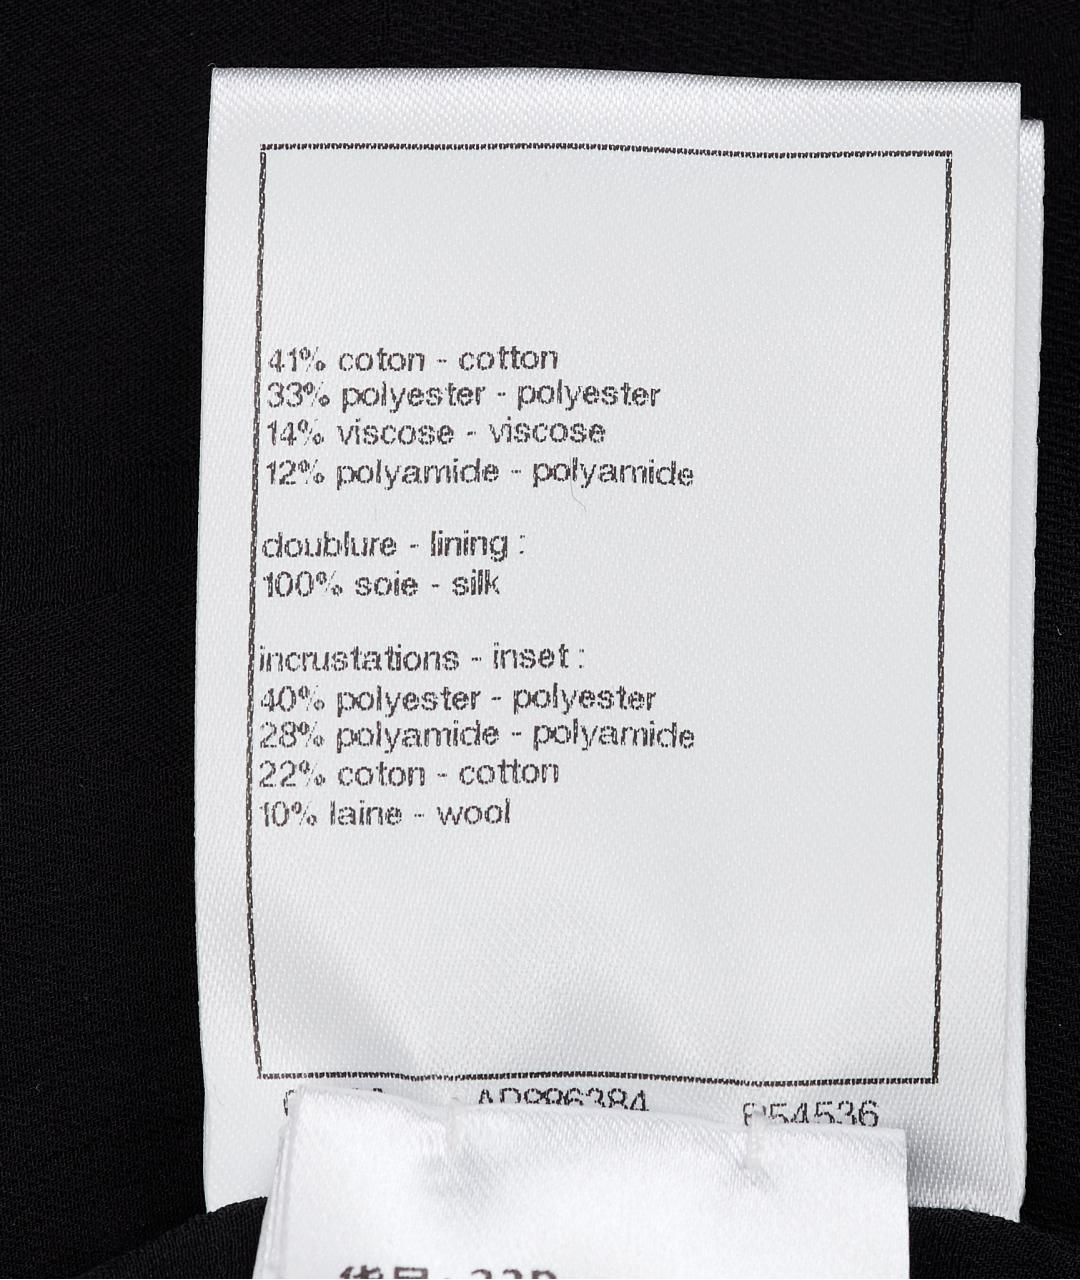 41% coton - cotton
33% polyester - polyester
14% viscose - viscose
12% polyamide - polyamide
doublure - lining :
100% soie - silk
incrustations - inset :
40% polyester - polyester
28% polyamide - polyamide
22% coton - cotton
10% laine - wool